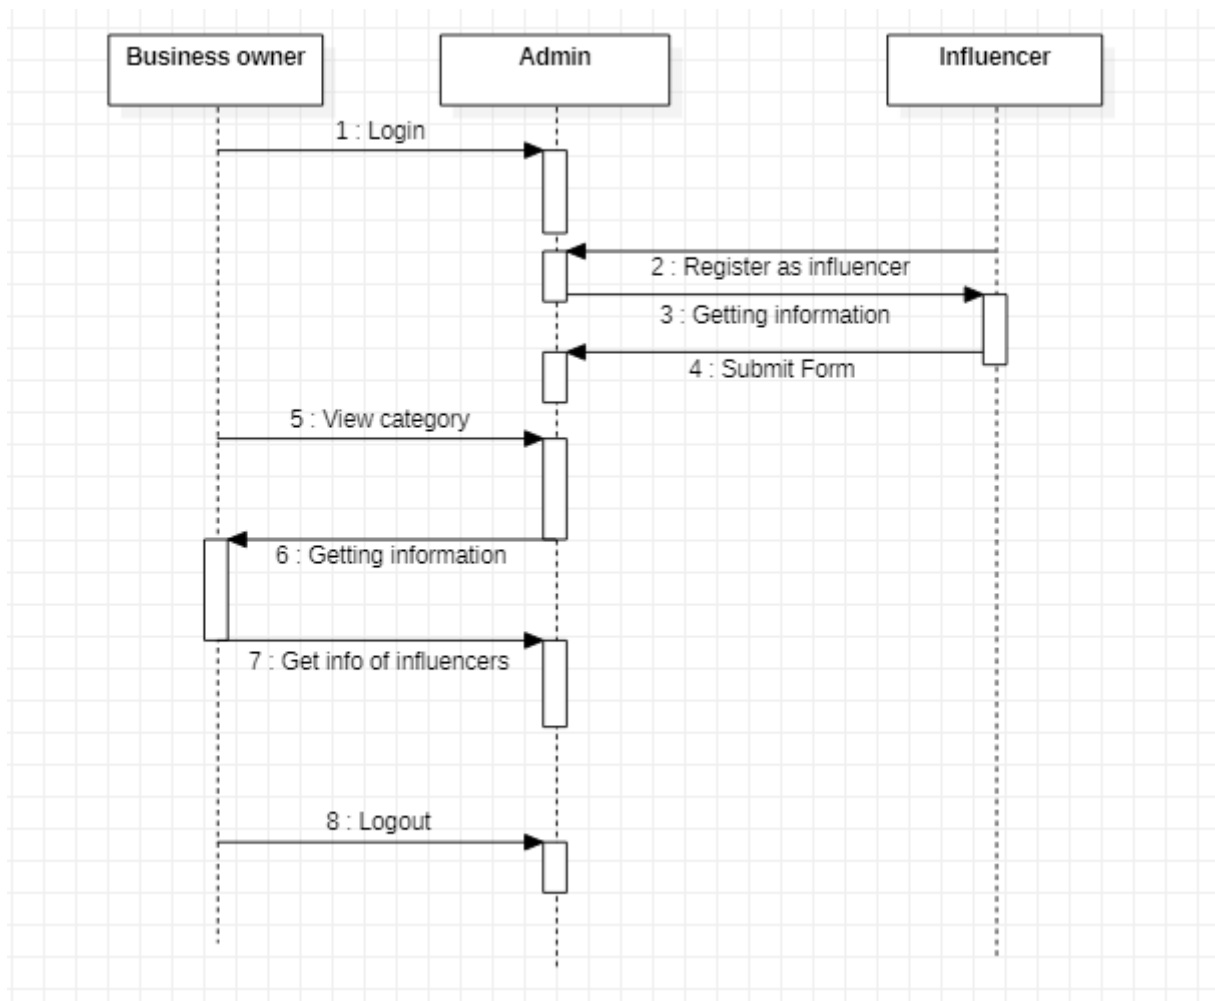 Business owner
Admin
Influencer
1 : Login
2 : Register as influencer
3 : Getting information
4 : Submit Form
5 : View category
6 : Getting information
7 : Get info of influencers
8 : Logout